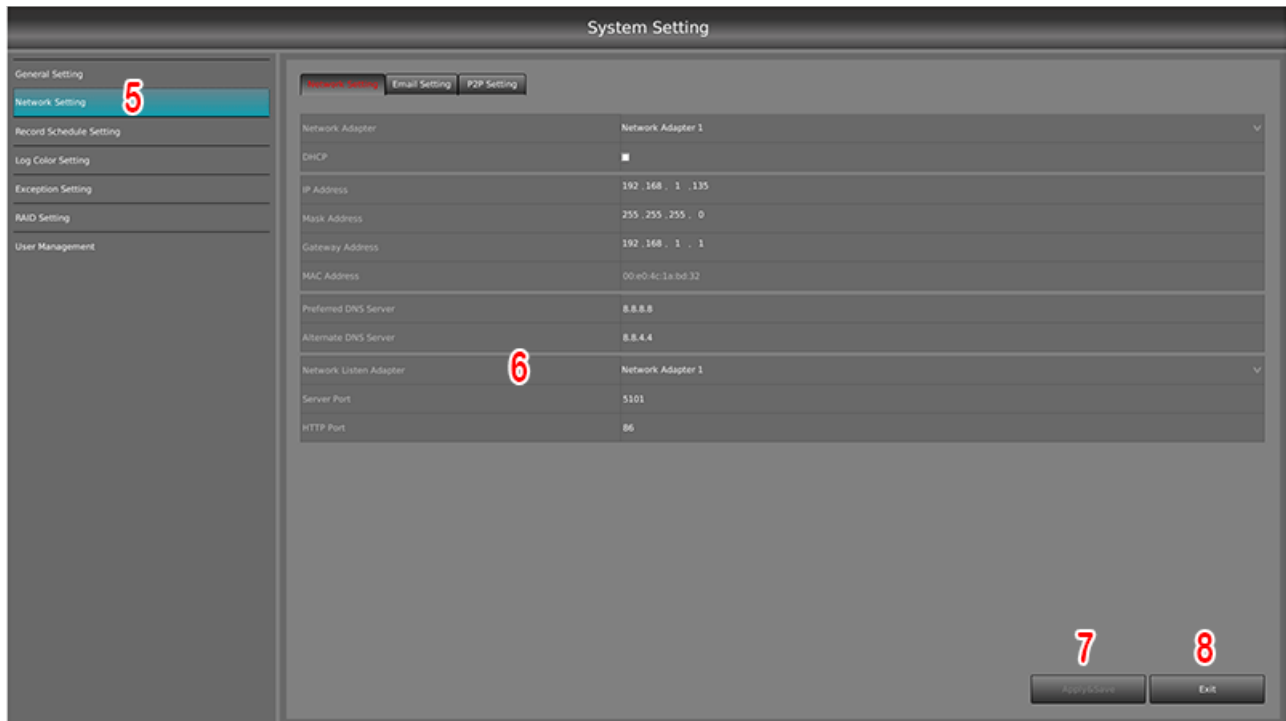 System Setting
General Setting
Network Setting 5
Record Schedule Setting
Log Color Setting
Exception Setting
RAID Setting
User Management
Network Setting Email Setting P2P Setting
Network Adapter Network Adapter 1
DHCP
IP Address 192 . 168 . 1 . 135
Mask Address 255 . 255 . 255 . 0
Gateway Address 192 . 168 . 1 . 1
MAC Address 00:e0:4c:1a:bd:32
Preferred DNS Server 8.8.8.8
Alternate DNS Server 8.8.4.4
6
Network Listen Adapter Network Adapter 1
Server Port 5101
HTTP Port 86
7 8
Apply&Save Exit